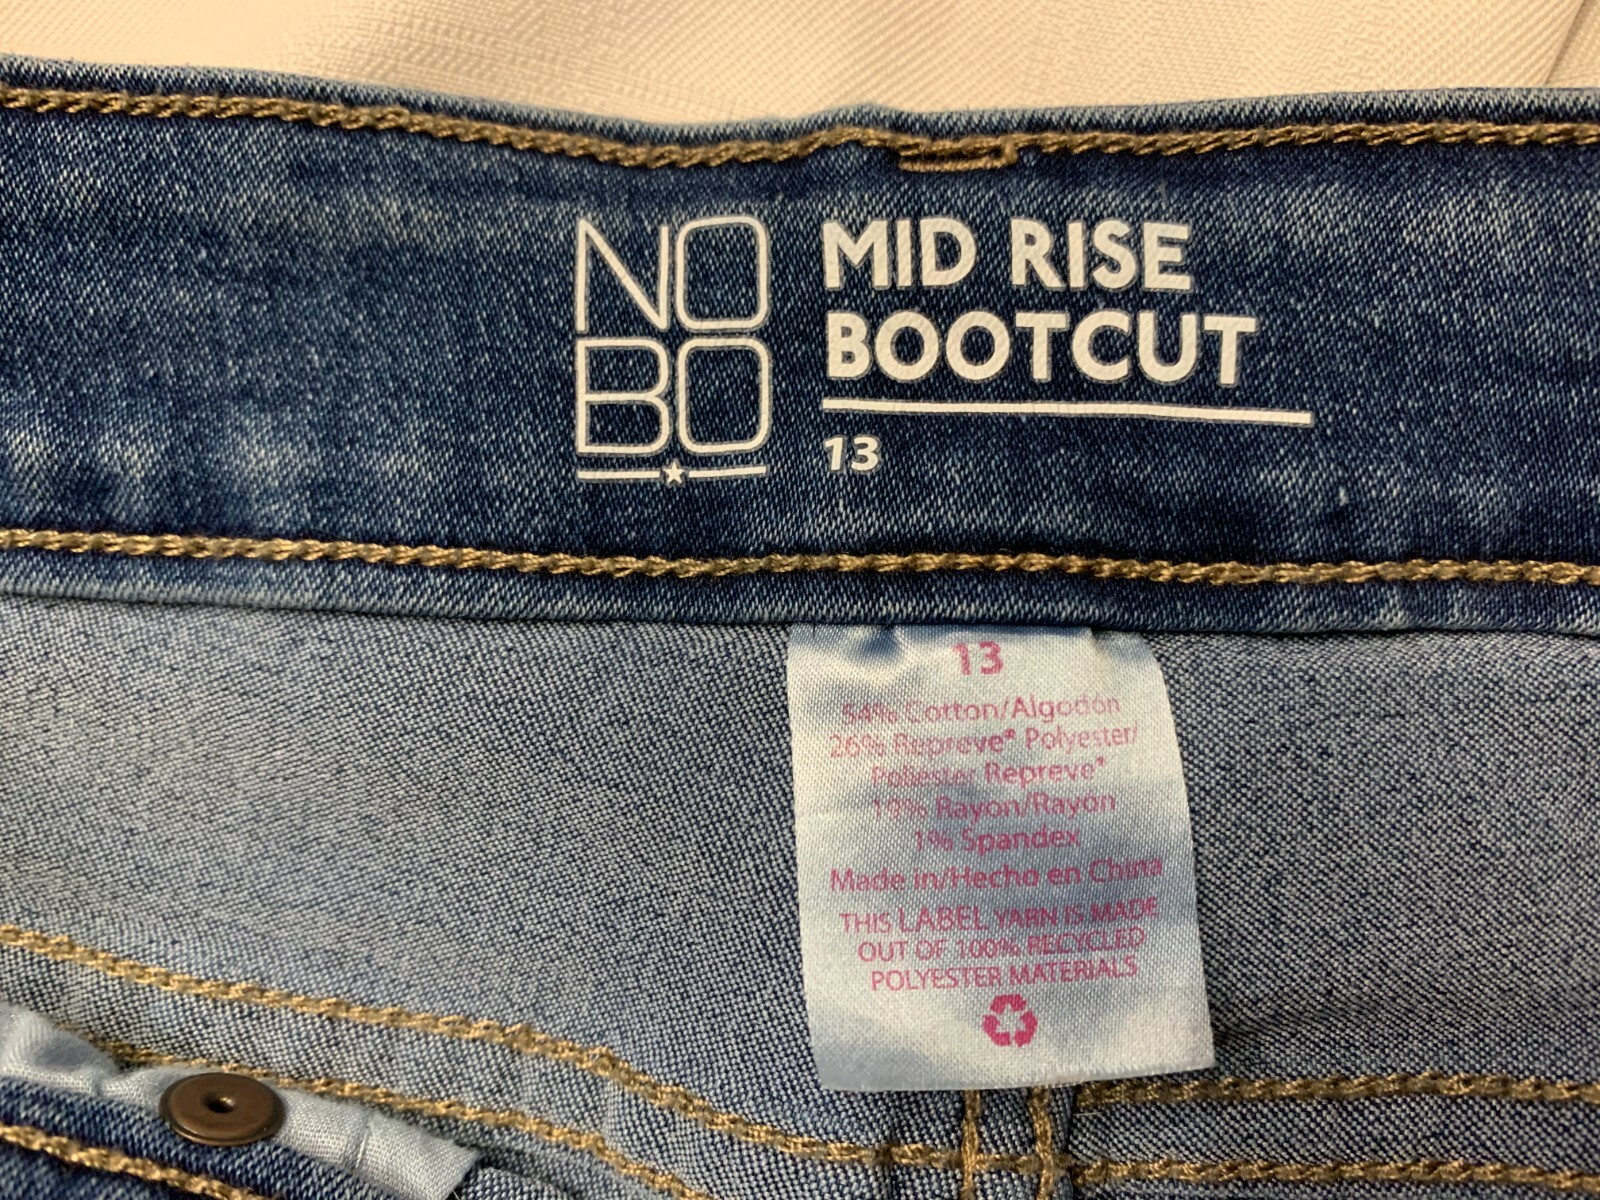 NO
BO
MID RISE
BOOTCUT
13
13
54% Cotton/Algodón
26% Repreve® Polyester/
Poliester Repreve®
19% Rayon/Rayón
1% Spandex
Made in/Hecho en China
THIS LABEL YARN IS MADE
OUT OF 100% RECYCLED
POLYESTER MATERIALS